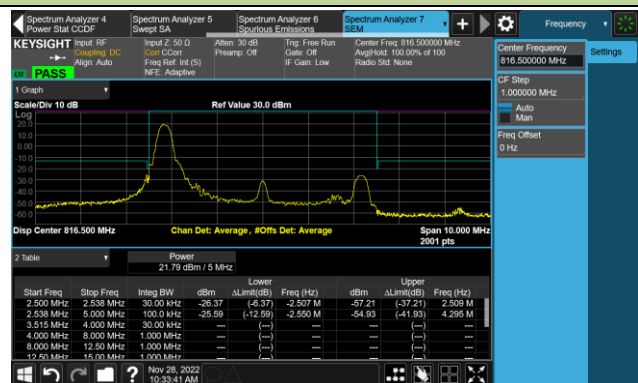 Spectrum Analyzer 4
Power Stat CCDF
Spectrum Analyzer 5
Swept SA
Spectrum Analyzer 6
Spurious Emissions
Spectrum Analyzer 7
SEM
Frequency
KEYSIGHT
Input: RF
Coupling: DC
Align: Auto
Input Z: 50 Ω
Corr CCorr
Freq Ref: Int (S)
NFE: Adaptive
Atten: 30 dB
Preamp: Off
Trig: Free Run
Gate: Off
IF Gain: Low
Center Freq: 816.500000 MHz
Avg|Hold: 100.00% of 100
Radio Std: None
PASS
Center Frequency
816.500000 MHz
Settings
CF Step
1.000000 MHz
Auto
Man
Freq Offset
0 Hz
1 Graph
Scale/Div 10 dB
Ref Value 30.0 dBm
Log
20.0
10.0
0.00
-10.0
-20.0
-30.0
-40.0
-50.0
-60.0
Disp Center 816.500 MHz
Chan Det: Average, #Offs Det: Average
Span 10.000 MHz
2001 pts
2 Table
Power
21.79 dBm / 5 MHz
Lower
Upper
Start Freq Stop Freq Integ BW dBm ΔLimit(dB) Freq (Hz) dBm ΔLimit(dB) Freq (Hz)
2.500 MHz 2.538 MHz 30.00 kHz -26.37 (-6.37) -2.507 M -57.21 (-37.21) 2.509 M
2.538 MHz 5.000 MHz 100.0 kHz -25.59 (-12.59) -2.550 M -54.93 (-41.93) 4.295 M
3.515 MHz 4.000 MHz 30.00 kHz --- (---) --- --- (---) ---
4.000 MHz 8.000 MHz 1.000 MHz --- (---) --- --- (---) ---
8.000 MHz 12.50 MHz 1.000 MHz --- (---) --- --- (---) ---
12.50 MHz 15.00 MHz 1.000 MHz --- (---) --- --- (---) ---
Nov 28, 2022
10:33:41 AM